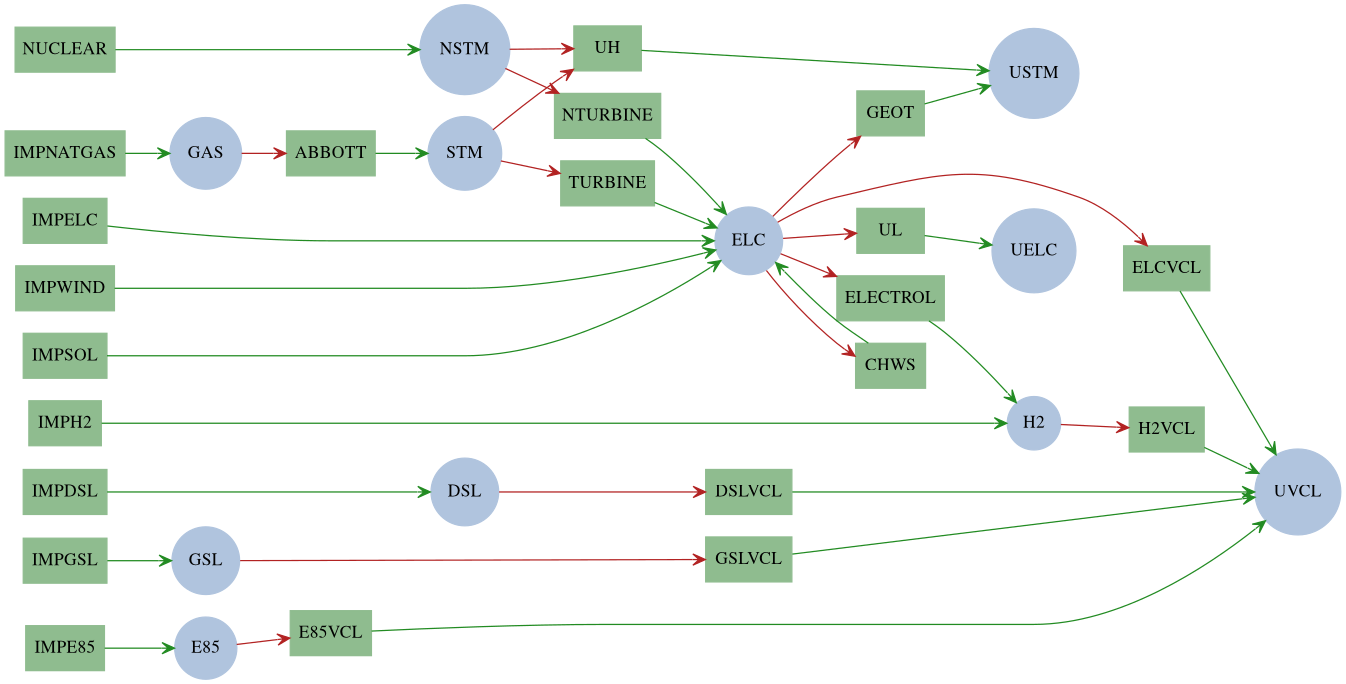 NUCLEAR
NSTM
UH
USTM
NTURBINE
GEOT
IMPNATGAS
GAS
ABBOTT
STM
TURBINE
IMPELC
ELC
UL
UELC
ELCVCL
IMPWIND
ELECTROL
IMPSOL
CHWS
IMPH2
H2
H2VCL
IMPDSL
DSL
DSLVCL
UVCL
IMPGSL
GSL
GSLVCL
IMPE85
E85
E85VCL